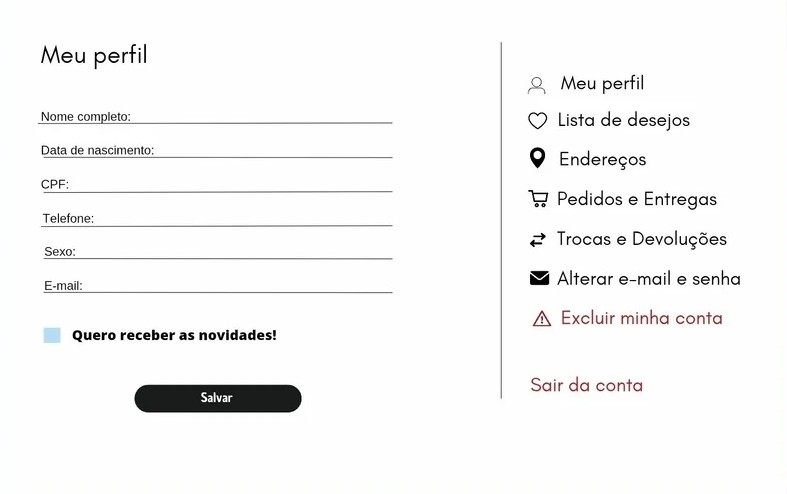 Meu perfil
Nome completo:
Data de nascimento:
CPF:
Telefone:
Sexo:
E-mail:
Quero receber as novidades!
Salvar
Meu perfil
Lista de desejos
Endereços
Pedidos e Entregas
Trocas e Devoluções
Alterar e-mail e senha
Excluir minha conta
Sair da conta